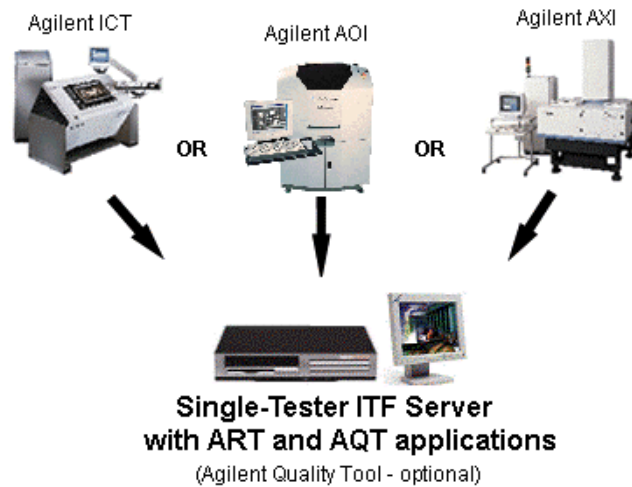 Agilent ICT
Agilent AOI
Agilent AXI
OR
OR
Single-Tester ITF Server
with ART and AQT applications
(Agilent Quality Tool - optional)